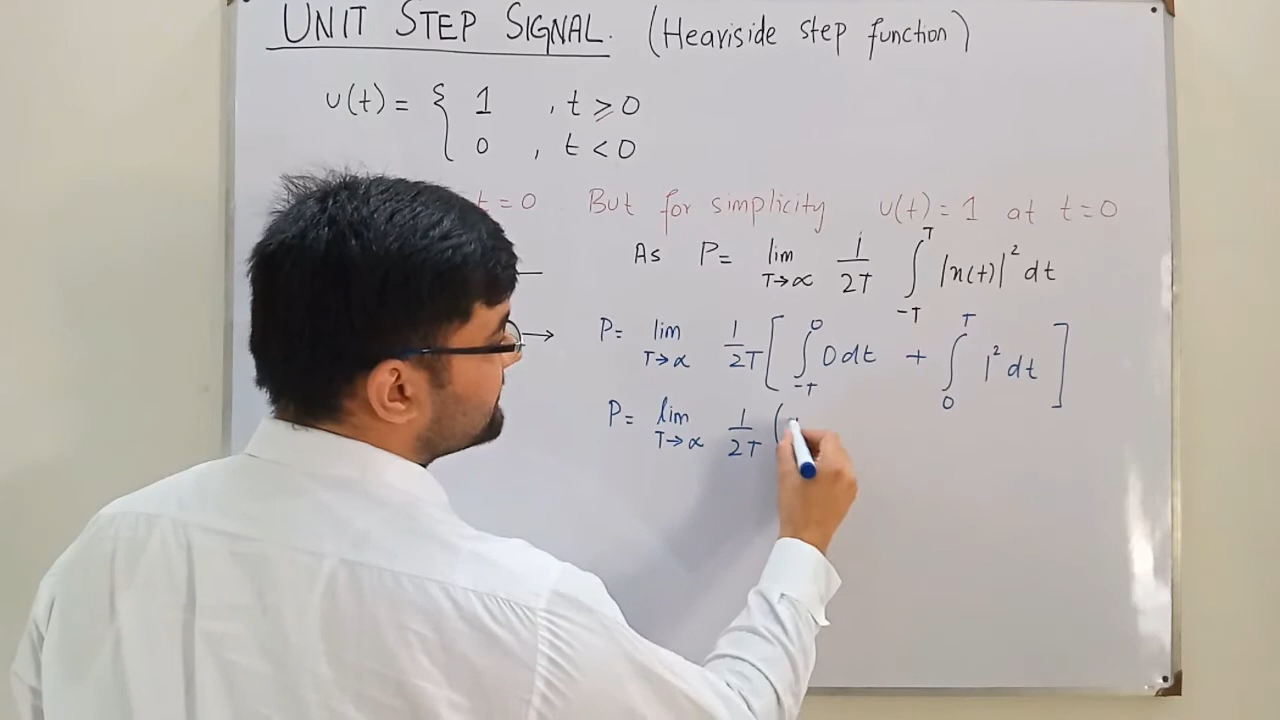 UNIT STEP SIGNAL. (Heaviside step function)
u(t) = { 1 , t ≥ 0
0 , t < 0
t = 0 But for simplicity u(t) = 1 at t = 0
As P = lim T→∝ 1/2T ∫_{-T}^{T} |x(t)|² dt
P = lim T→∝ 1/2T [ ∫_{-T}^{0} 0 dt + ∫_{0}^{T} 1² dt ]
P = lim T→∝ 1/2T (